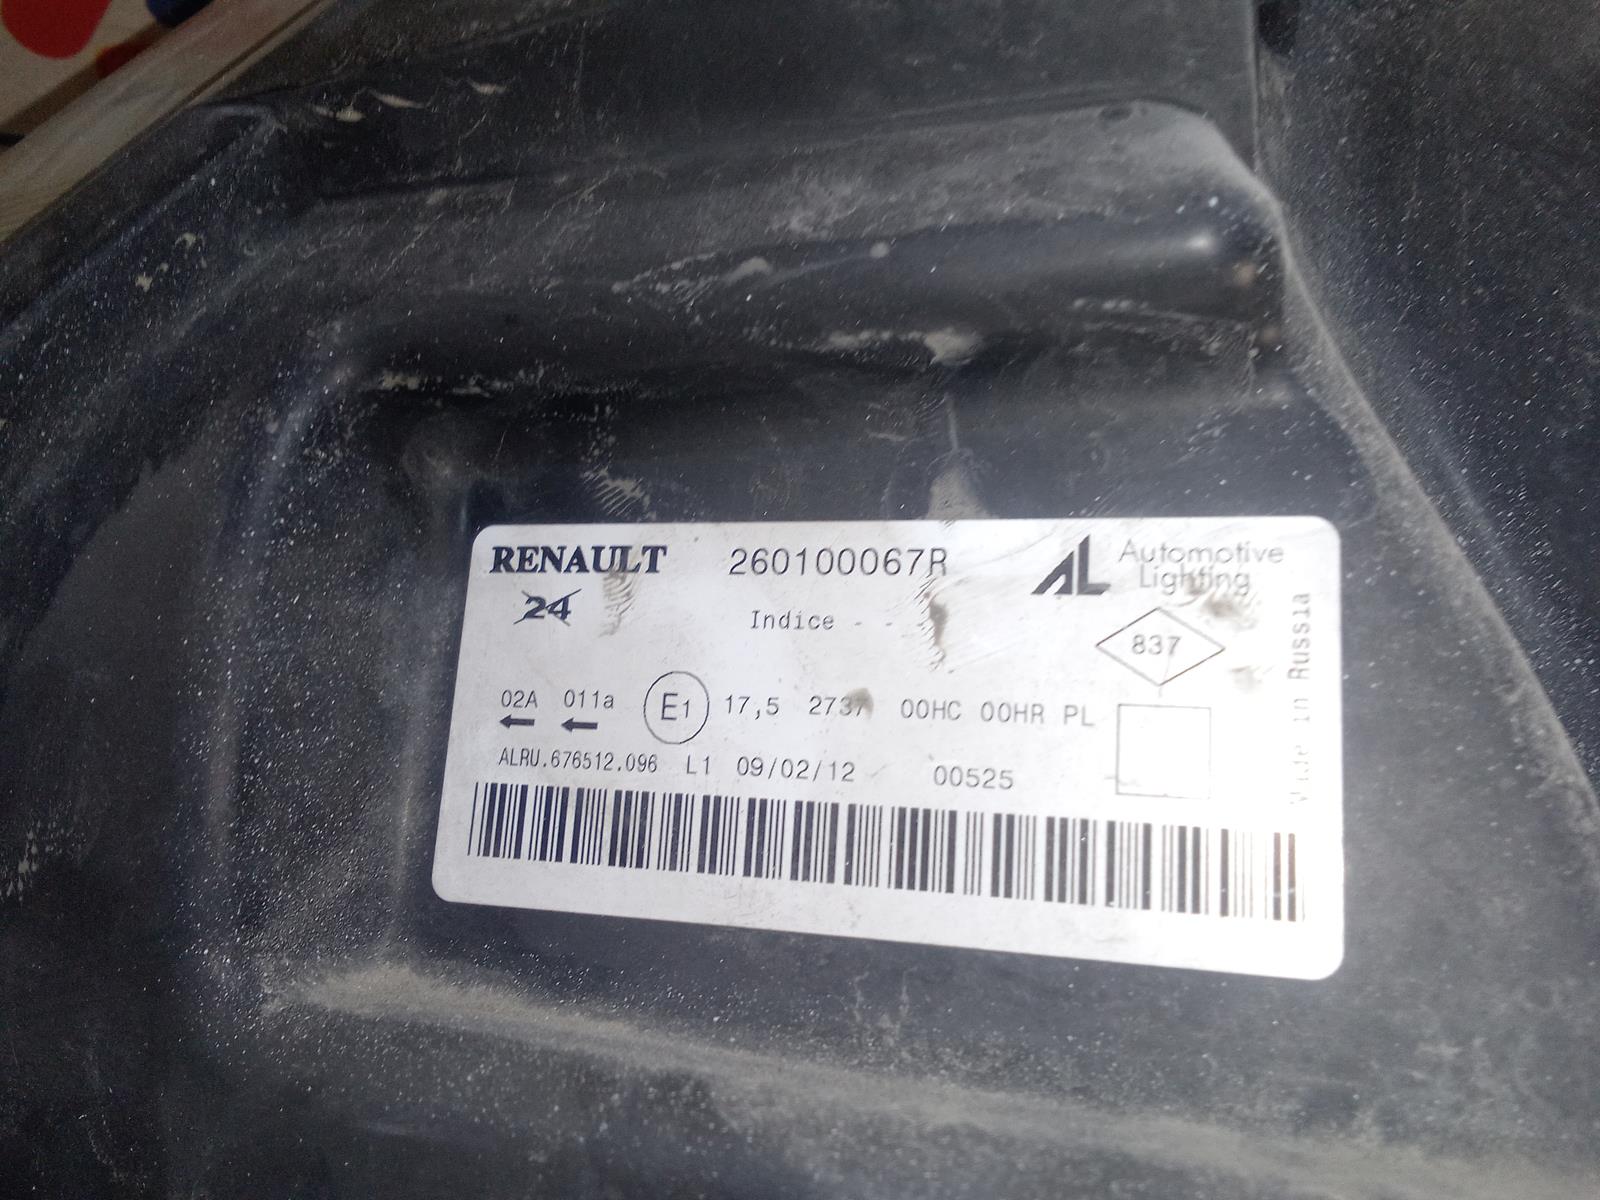 RENAULT 260100067R AL Automotive Lighting
24 Indice - -
837
02A 011a E1 17,5 2737 00HC 00HR PL
ALRU.676512.096 L1 09/02/12 00525
Made in Russia